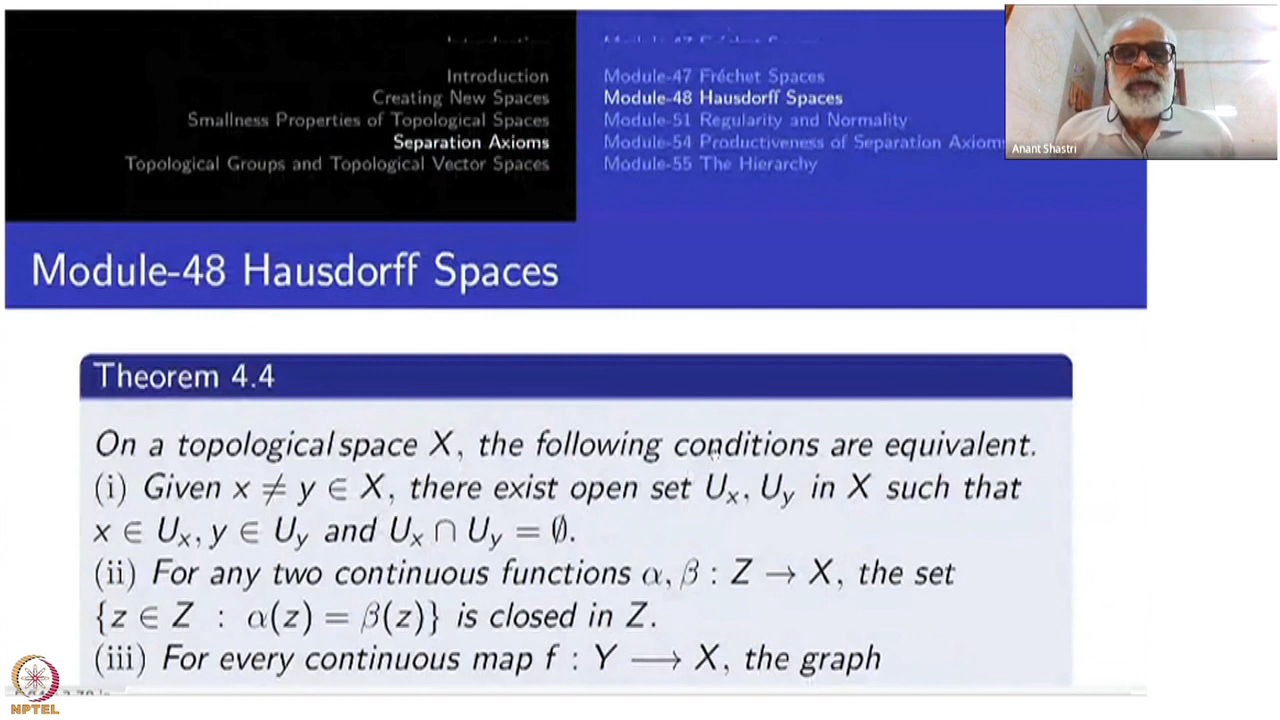 Introduction
Creating New Spaces
Smallness Properties of Topological Spaces
Separation Axioms
Topological Groups and Topological Vector Spaces
Module-47 Fréchet Spaces
Module-48 Hausdorff Spaces
Module-51 Regularity and Normality
Module-54 Productiveness of Separation Axioms
Module-55 The Hierarchy
Anant Shastri
Module-48 Hausdorff Spaces
Theorem 4.4
On a topological space X, the following conditions are equivalent.
(i) Given x ≠ y ∈ X, there exist open set Uₓ, U_y in X such that
x ∈ Uₓ, y ∈ U_y and Uₓ ∩ U_y = ∅.
(ii) For any two continuous functions α, β : Z → X, the set
{z ∈ Z : α(z) = β(z)} is closed in Z.
(iii) For every continuous map f : Y ⟶ X, the graph
NPTEL